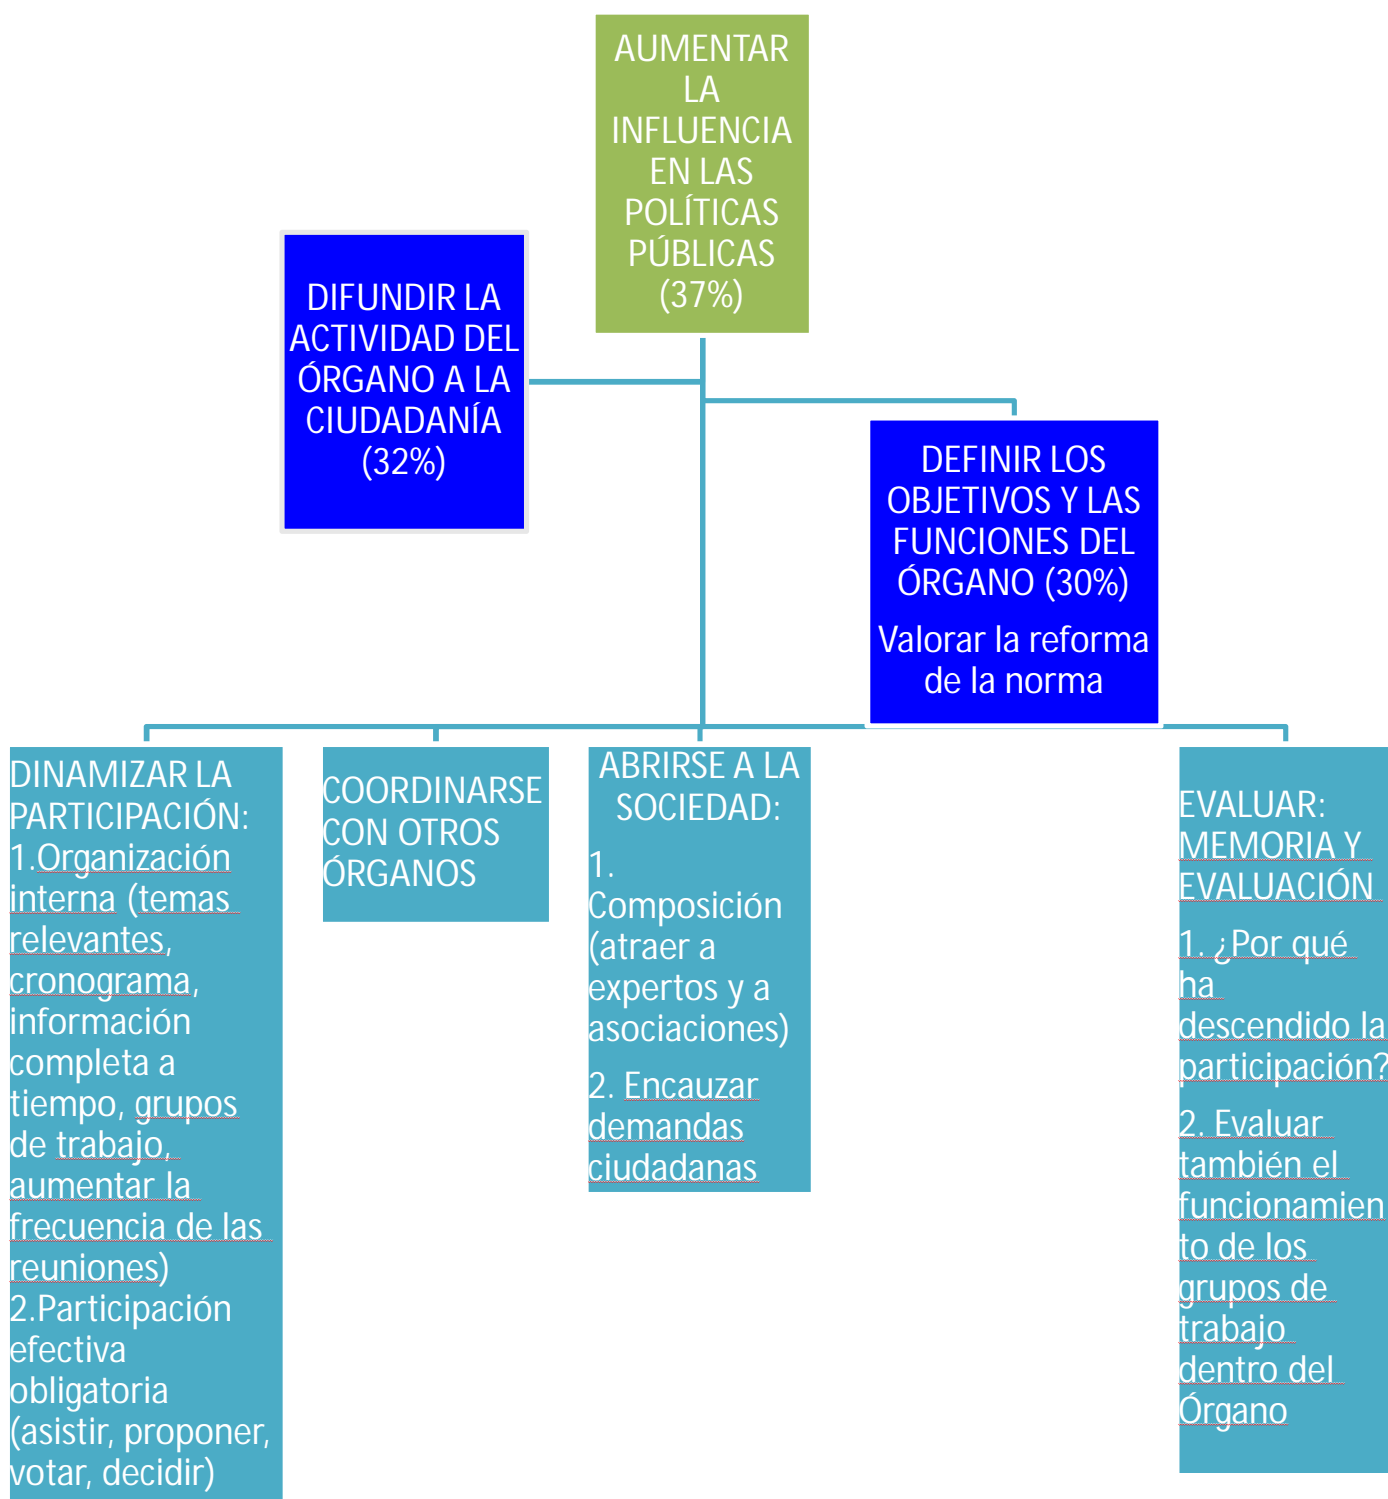 AUMENTAR
LA
INFLUENCIA
EN LAS
POLÍTICAS
PÚBLICAS
(37%)
DIFUNDIR LA
ACTIVIDAD DEL
ÓRGANO A LA
CIUDADANÍA
(32%)
DEFINIR LOS
OBJETIVOS Y LAS
FUNCIONES DEL
ÓRGANO (30%)
Valorar la reforma
de la norma
DINAMIZAR LA
PARTICIPACIÓN:
1.Organización
interna (temas
relevantes,
cronograma,
información
completa a
tiempo, grupos
de trabajo,
aumentar la
frecuencia de las
reuniones)
2.Participación
efectiva
obligatoria
(asistir, proponer,
votar, decidir)
COORDINARSE
CON OTROS
ÓRGANOS
ABRIRSE A LA
SOCIEDAD:
1.
Composición
(atraer a
expertos y a
asociaciones)
2. Encauzar
demandas
ciudadanas
EVALUAR:
MEMORIA Y
EVALUACIÓN
1. ¿Por qué
ha
descendido la
participación?
2. Evaluar
también el
funcionamien
to de los
grupos de
trabajo
dentro del
Órgano